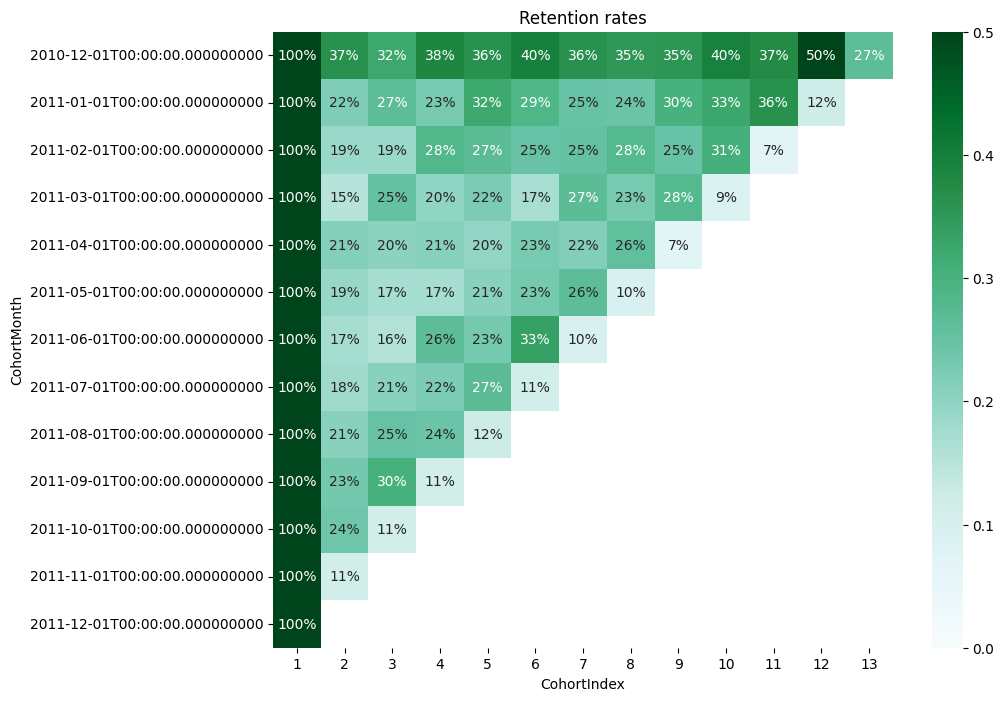 Retention rates
2010-12-01T00:00:00.000000000 100% 37% 32% 38% 36% 40% 36% 35% 35% 40% 37% 50% 27%
2011-01-01T00:00:00.000000000 100% 22% 27% 23% 32% 29% 25% 24% 30% 33% 36% 12%
2011-02-01T00:00:00.000000000 100% 19% 19% 28% 27% 25% 25% 28% 25% 31% 7%
2011-03-01T00:00:00.000000000 100% 15% 25% 20% 22% 17% 27% 23% 28% 9%
2011-04-01T00:00:00.000000000 100% 21% 20% 21% 20% 23% 22% 26% 7%
2011-05-01T00:00:00.000000000 100% 19% 17% 17% 21% 23% 26% 10%
2011-06-01T00:00:00.000000000 100% 17% 16% 26% 23% 33% 10%
2011-07-01T00:00:00.000000000 100% 18% 21% 22% 27% 11%
2011-08-01T00:00:00.000000000 100% 21% 25% 24% 12%
2011-09-01T00:00:00.000000000 100% 23% 30% 11%
2011-10-01T00:00:00.000000000 100% 24% 11%
2011-11-01T00:00:00.000000000 100% 11%
2011-12-01T00:00:00.000000000 100%
1 2 3 4 5 6 7 8 9 10 11 12 13
CohortIndex
CohortMonth
0.5
0.4
0.3
0.2
0.1
0.0